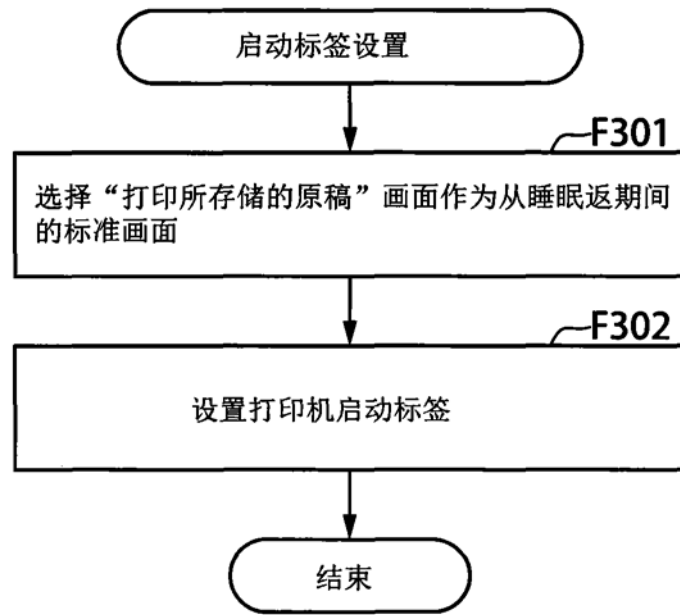 启动标签设置
F301
选择“打印所存储的原稿”画面作为从睡眠返期间
的标准画面
F302
设置打印机启动标签
结束